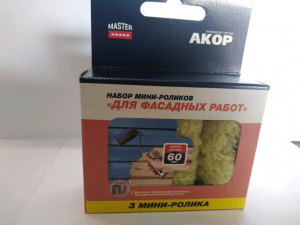 MASTER
АКОР
НАБОР МИНИ-РОЛИКОВ
«ДЛЯ ФАСАДНЫХ РАБОТ»
60
3 МИНИ-РОЛИКА